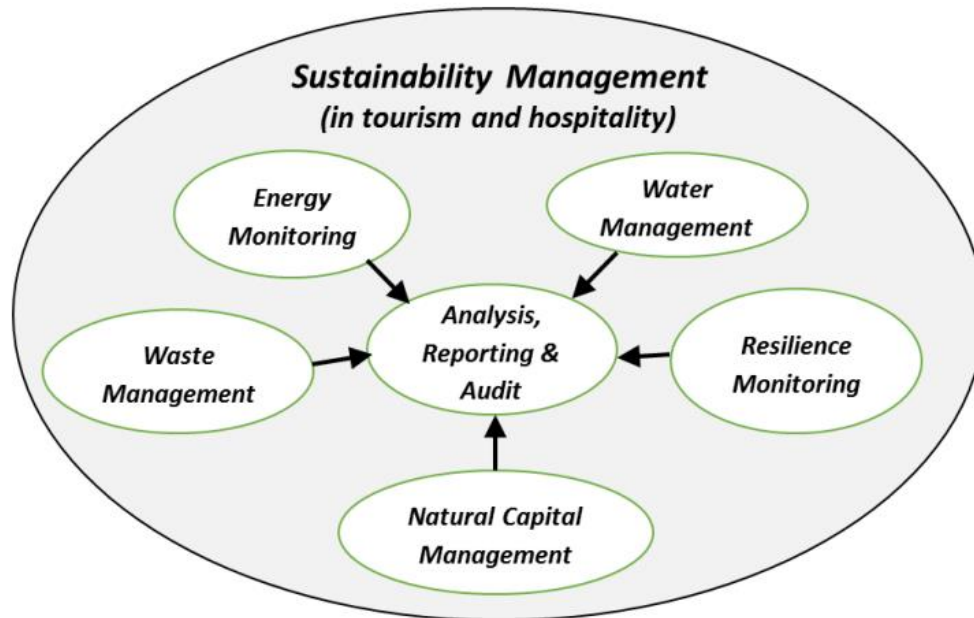 Sustainability Management
(in tourism and hospitality)
Energy
Monitoring
Water
Management
Analysis,
Reporting &
Audit
Waste
Management
Resilience
Monitoring
Natural Capital
Management